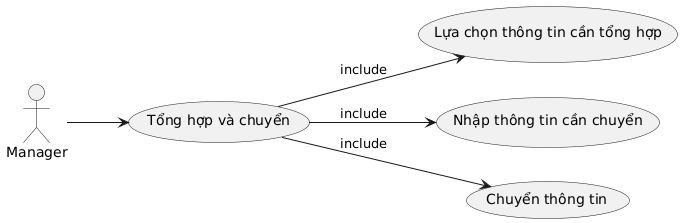 Lựa chọn thông tin cần tổng hợp
include
Manager
Tổng hợp và chuyển
include
Nhập thông tin cần chuyển
include
Chuyển thông tin